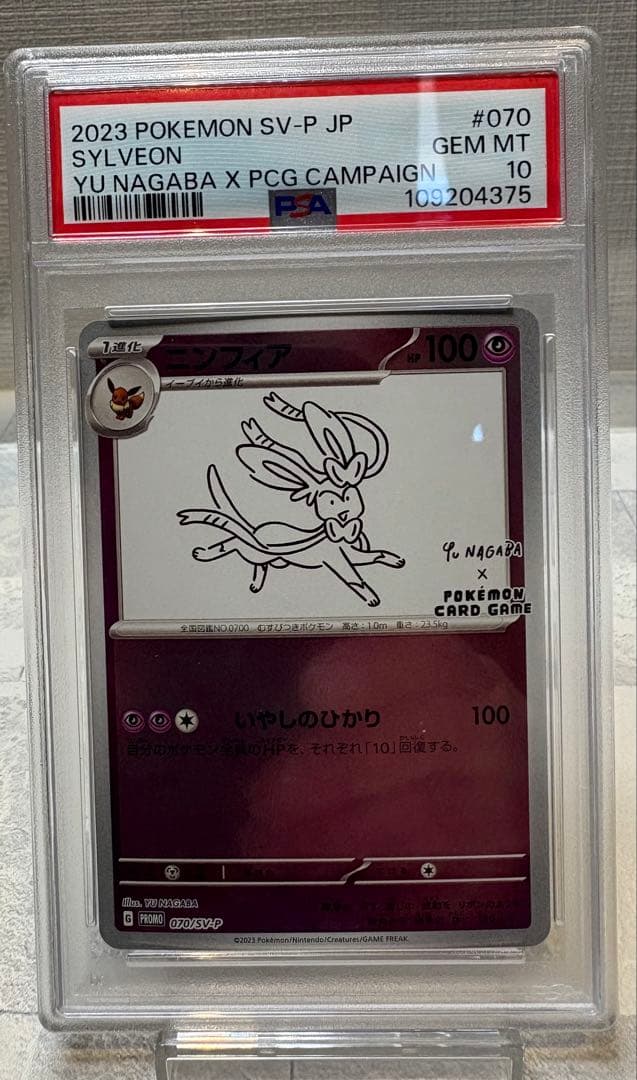 2023 POKEMON SV-P JP #070
SYLVEON GEM MT
YU NAGABA X PCG CAMPAIGN 10
PSA 109204375
1進化 ニンフィア HP 100
イーブイから進化
Yu NAGABA
X
POKÉMON
CARD GAME
全国図鑑NO.0700 むすびつきポケモン 高さ：1.0m 重さ：23.5kg
いやしのひかり 100
自分のポケモン全員のHPを、それぞれ「10」回復する。
Illus. YU NAGABA
G PROMO 070/SV-P
©2023 Pokémon/Nintendo/Creatures/GAME FREAK.